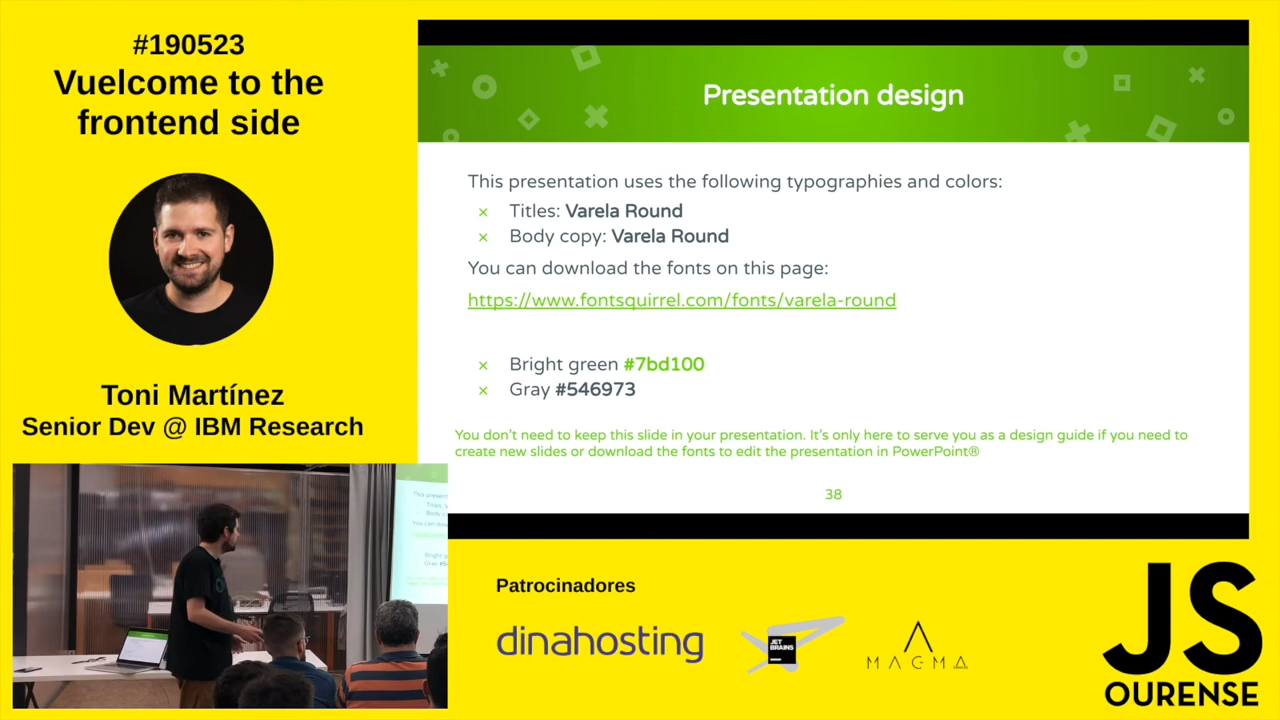 #190523
Vuelcome to the
frontend side
Toni Martínez
Senior Dev @ IBM Research
Presentation design
This presentation uses the following typographies and colors:
× Titles: Varela Round
× Body copy: Varela Round
You can download the fonts on this page:
https://www.fontsquirrel.com/fonts/varela-round
× Bright green #7bd100
× Gray #546973
You don't need to keep this slide in your presentation. It's only here to serve you as a design guide if you need to
create new slides or download the fonts to edit the presentation in PowerPoint®
38
Patrocinadores
dinahosting
JET
BRAINS
MAGMA
JS
OURENSE